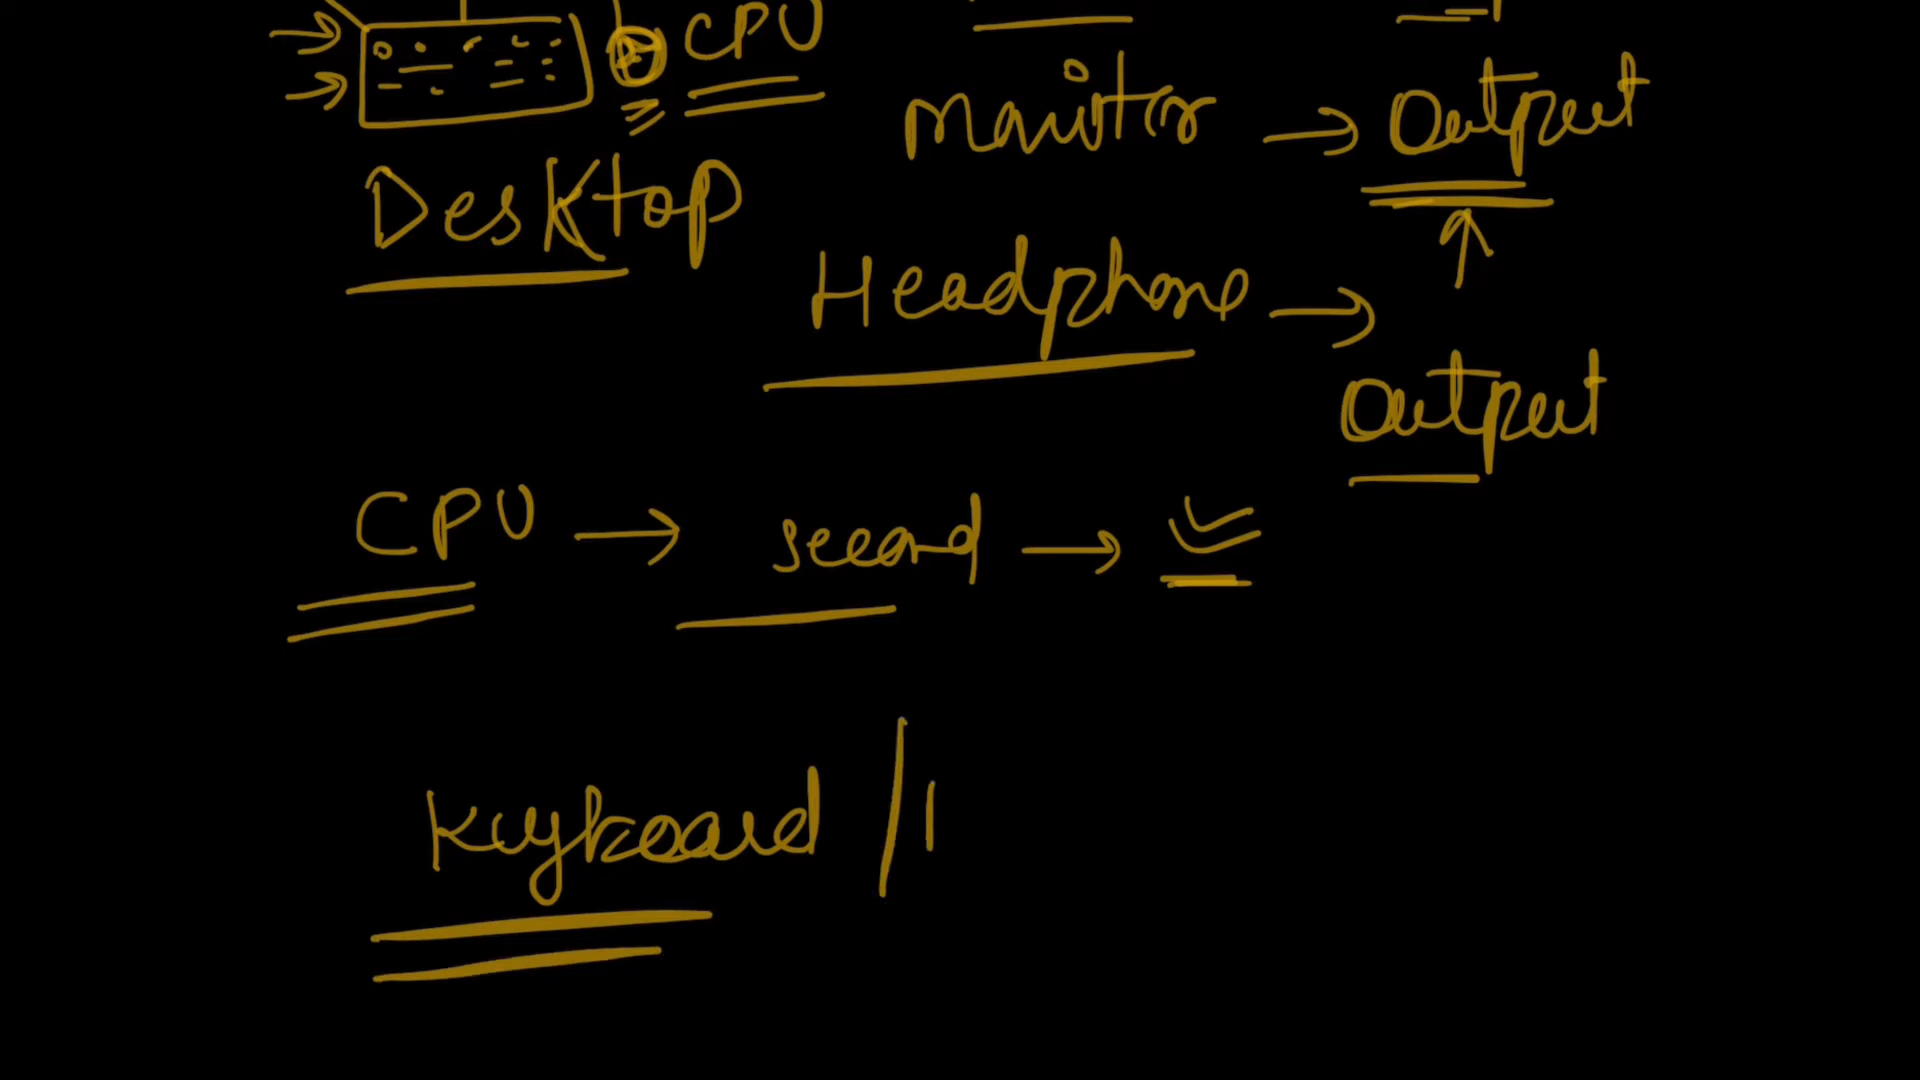 CPU
Monitor → Output
Desktop
Headphone →
Output
CPU → second →
Keyboard /